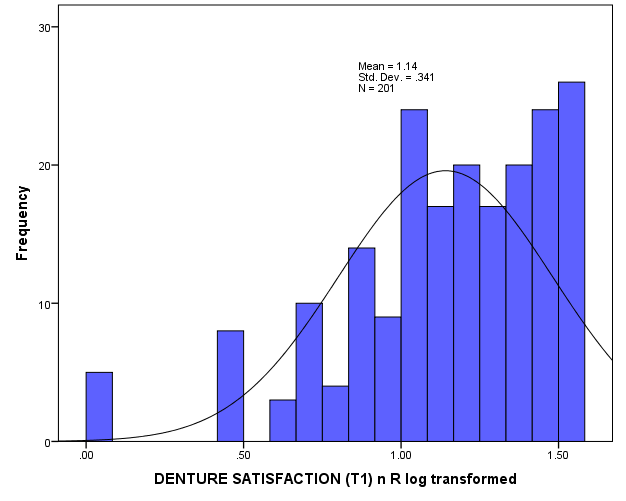 30
Mean = 1.14
Std. Dev. = .341
N = 201
20
Frequency
10
0
.00 .50 1.00 1.50
DENTURE SATISFACTION (T1) n R log transformed